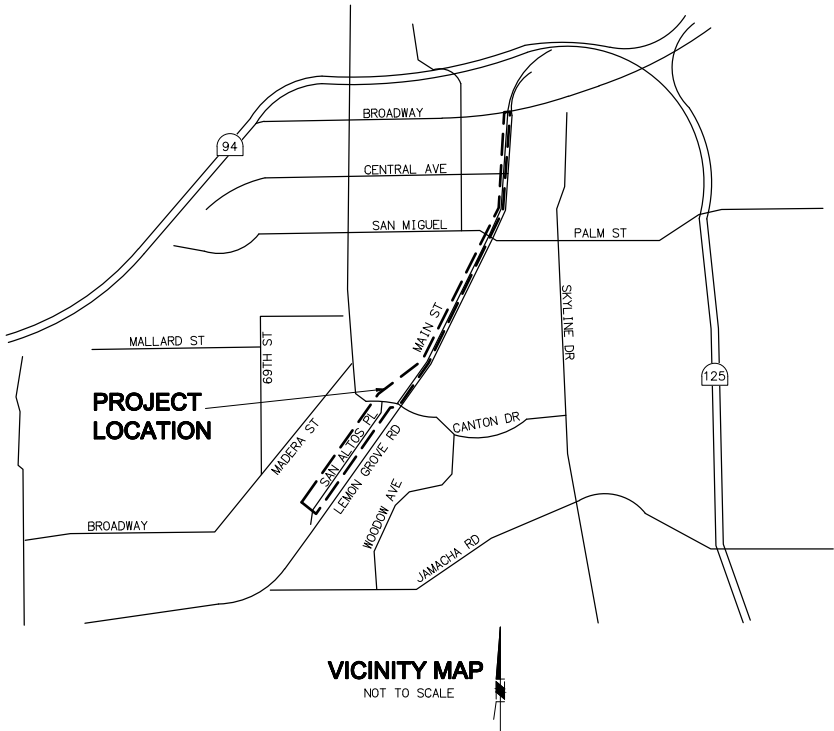 BROADWAY
94
CENTRAL AVE
SAN MIGUEL
PALM ST
SKYLINE DR
MAIN ST
MALLARD ST
69TH ST
125
PROJECT
LOCATION
MADERA ST
SAN ALTOS PL
LEMON GROVE RD
CANTON DR
WOODOW AVE
BROADWAY
JAMACHA RD
VICINITY MAP
NOT TO SCALE